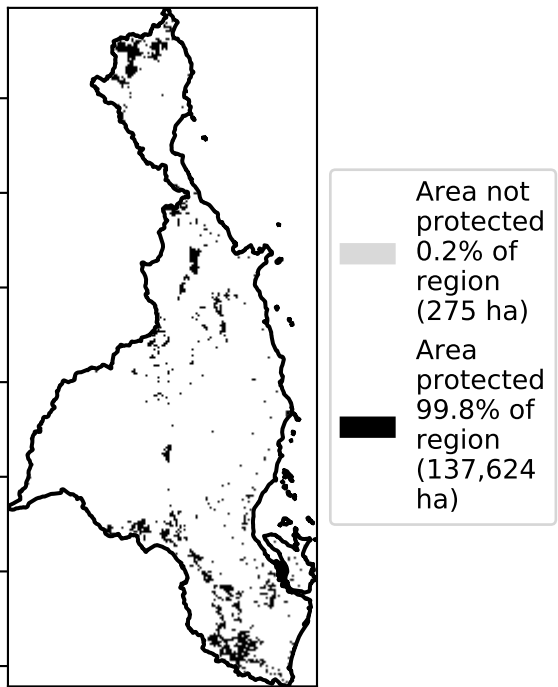 Area not
protected
0.2% of
region
(275 ha)
Area
protected
99.8% of
region
(137,624
ha)